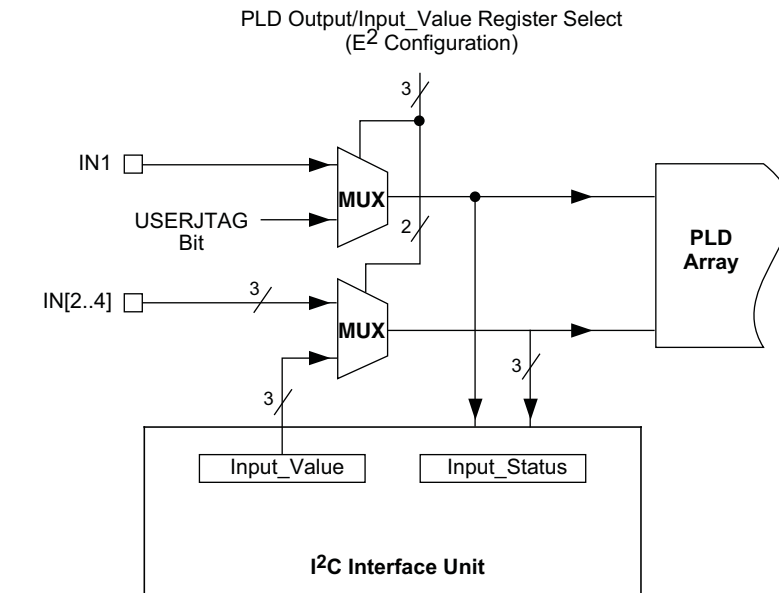 PLD Output/Input_Value Register Select
(E2 Configuration)
3
IN1
MUX
USERJTAG
Bit
2
PLD
Array
IN[2..4]
3
MUX
3
3
Input_Value
Input_Status
I2C Interface Unit